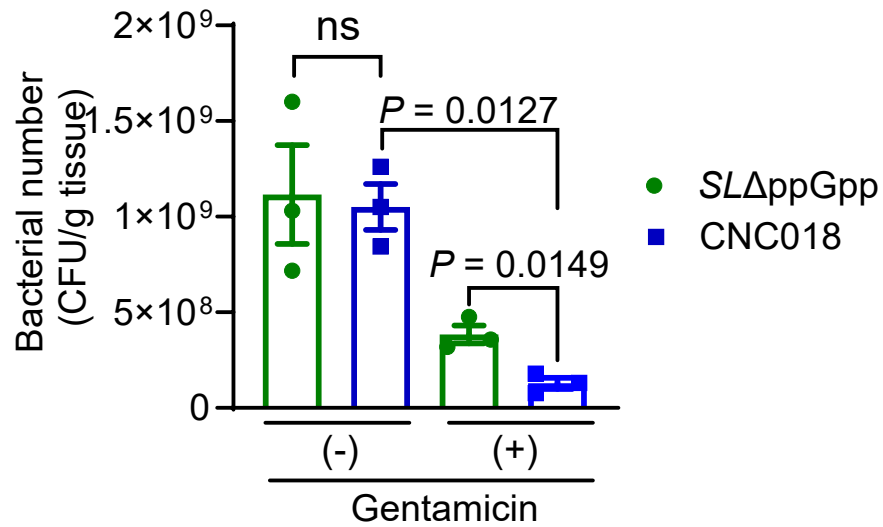 2×10⁹
1.5×10⁹
1×10⁹
5×10⁸
0
Bacterial number
(CFU/g tissue)
ns
P = 0.0127
P = 0.0149
SLΔppGpp
CNC018
(-)
(+)
Gentamicin